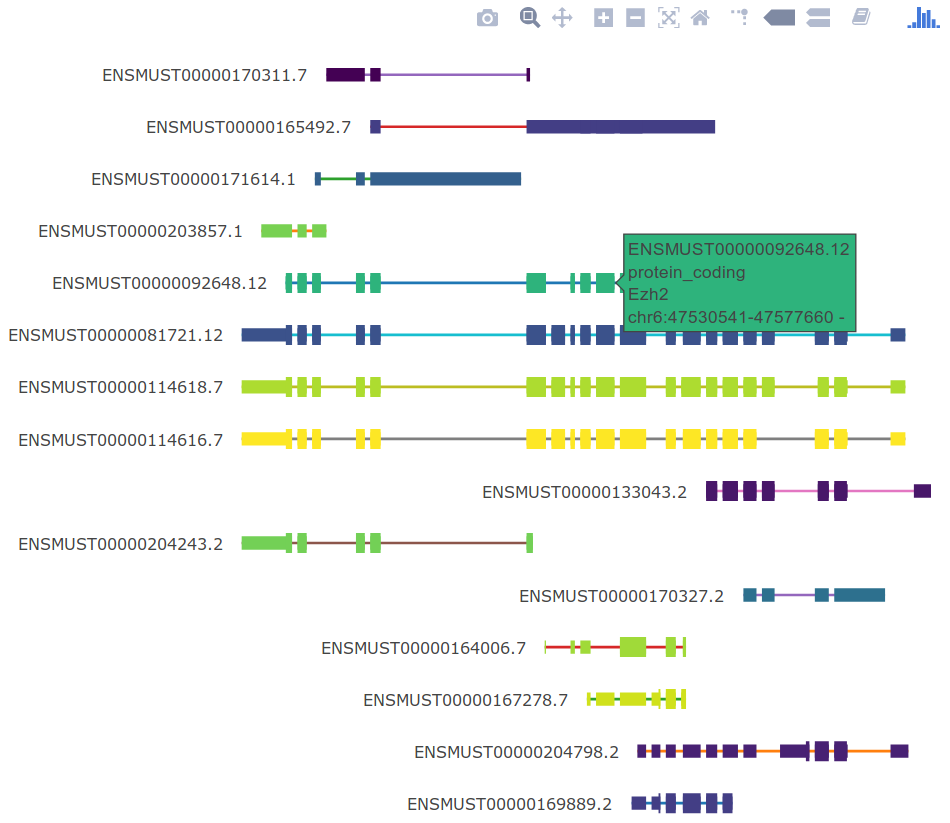 ENSMUST00000170311.7
ENSMUST00000165492.7
ENSMUST00000171614.1
ENSMUST00000203857.1
ENSMUST00000092648.12
ENSMUST00000092648.12
protein_coding
Ezh2
chr6:47530541-47577660 -
ENSMUST00000081721.12
ENSMUST00000114618.7
ENSMUST00000114616.7
ENSMUST00000133043.2
ENSMUST00000204243.2
ENSMUST00000170327.2
ENSMUST00000164006.7
ENSMUST00000167278.7
ENSMUST00000204798.2
ENSMUST00000169889.2